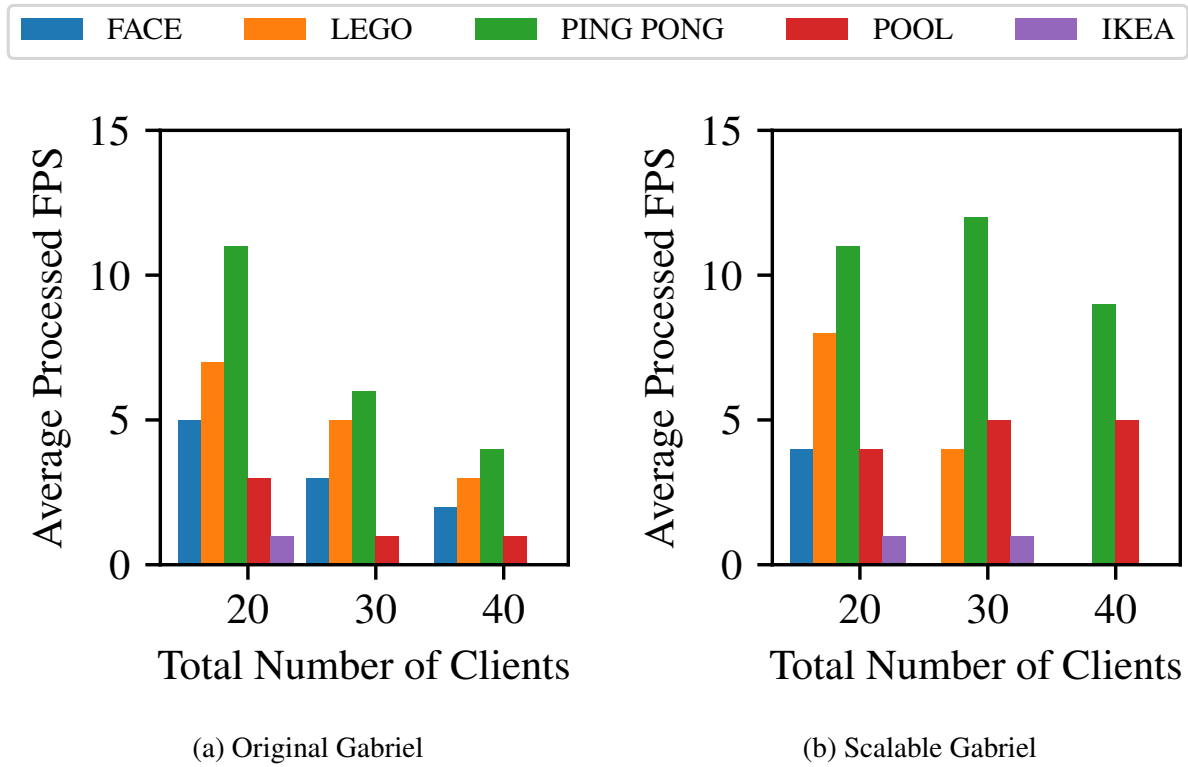 FACE LEGO PING PONG POOL IKEA
Average Processed FPS
15
10
5
0
20 30 40
Total Number of Clients
(a) Original Gabriel
Average Processed FPS
15
10
5
0
20 30 40
Total Number of Clients
(b) Scalable Gabriel